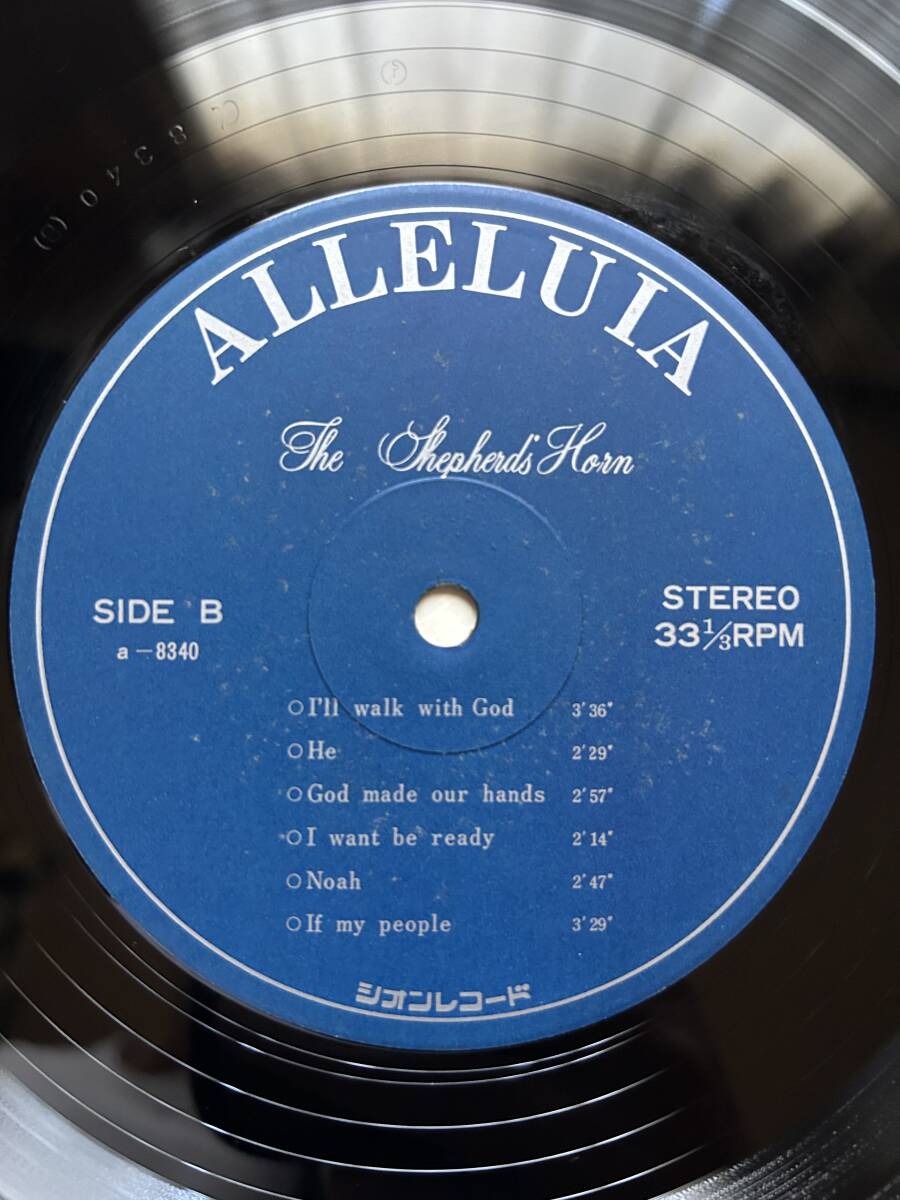 ALLELUIA
The Shepherd's Horn
SIDE B
a-8340
STEREO
33⅓RPM
○I'll walk with God 3'36"
○He 2'29"
○God made our hands 2'57"
○I want be ready 2'14"
○Noah 2'47"
○If my people 3'29"
シオンレコード